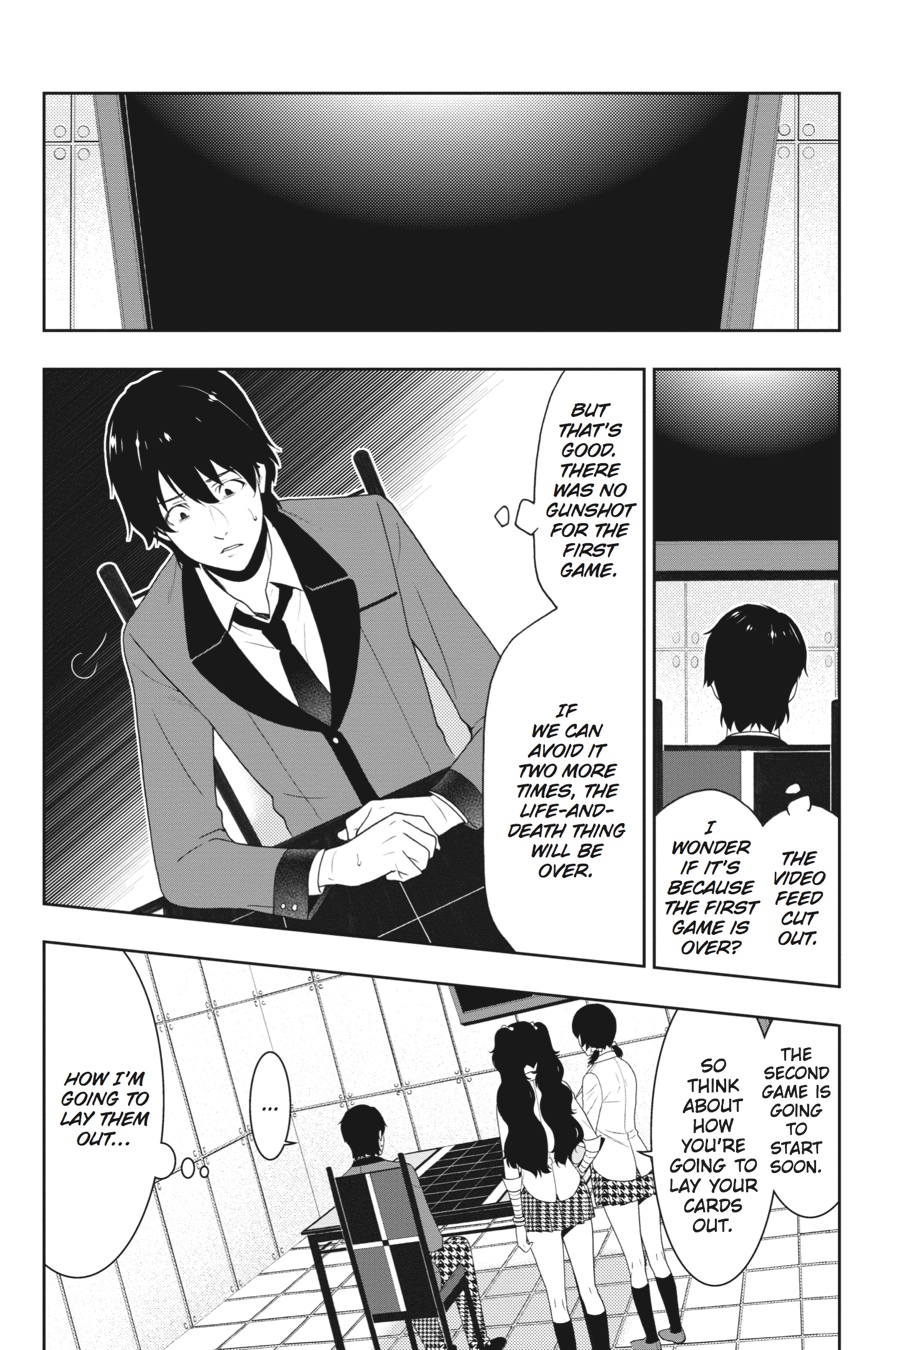 THE
VIDEO
FEED
CUT
OUT.
I
WONDER
IF IT'S
BECAUSE
THE FIRST
GAME IS
OVER?
BUT
THAT'S
GOOD.
THERE
WAS NO
GUNSHOT
FOR THE
FIRST
GAME.
IF
WE CAN
AVOID IT
TWO MORE
TIMES, THE
LIFE-AND-
DEATH THING
WILL BE
OVER.
THE
SECOND
GAME IS
GOING
TO
START
SOON.
SO
THINK
ABOUT
HOW
YOU'RE
GOING TO
LAY YOUR
CARDS
OUT.
...
HOW I'M
GOING TO
LAY THEM
OUT...